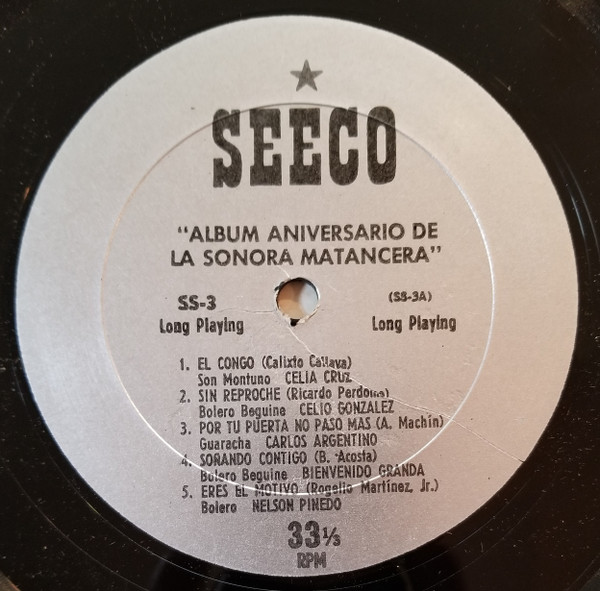 SEECO
"ALBUM ANIVERSARIO DE
LA SONORA MATANCERA"
SS-3 (SS-3A)
Long Playing Long Playing
1. EL CONGO (Calixto Callava)
Son Montuno CELIA CRUZ
2. SIN REPROCHE (Ricardo Perdomo)
Bolero Beguine CELIO GONZALEZ
3. POR TU PUERTA NO PASO MAS (A. Machín)
Guaracha CARLOS ARGENTINO
4. SORANDO CONTIGO (B. Acosta)
Bolero Beguine BIENVENIDO GRANDA
5. ERES EL MOTIVO (Rogelio Martínez, Jr.)
Bolero NELSON PINEDO
33⅓
RPM